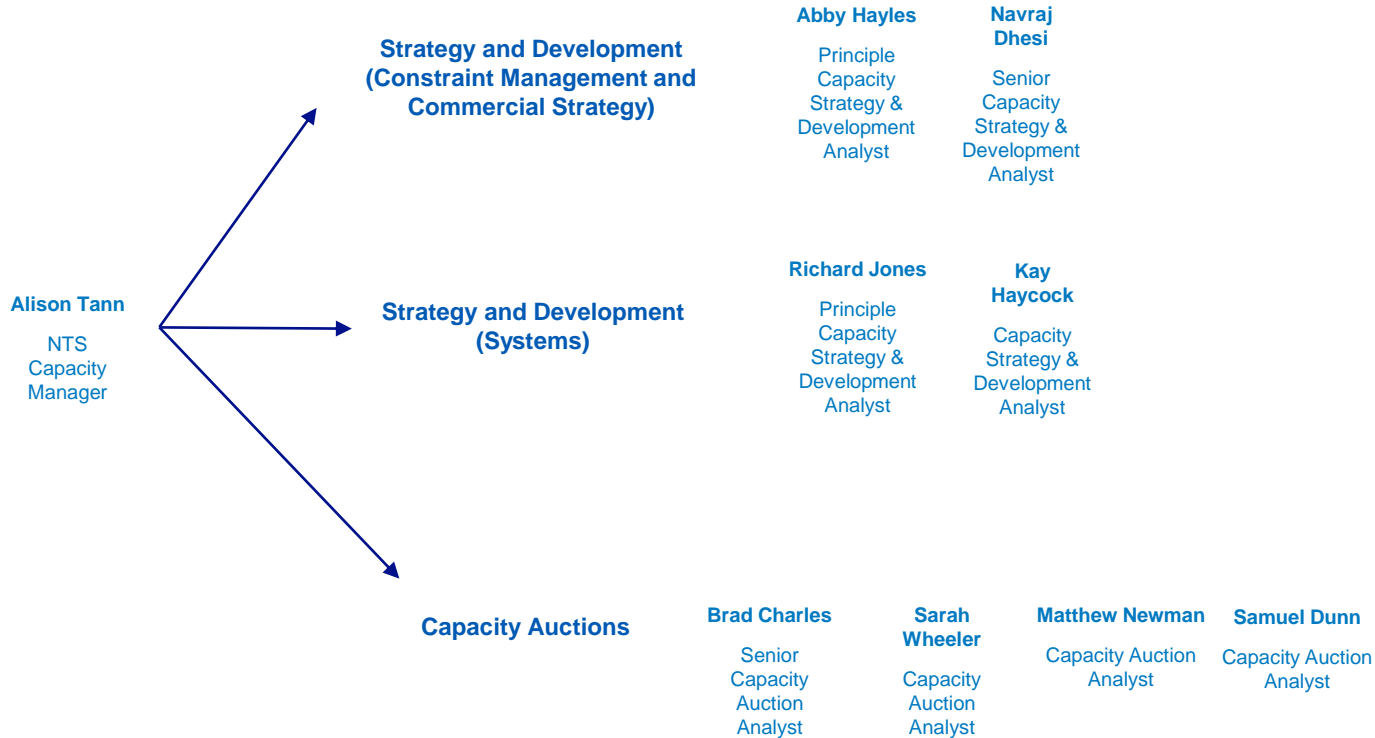 Alison Tann
NTS
Capacity
Manager
Strategy and Development
(Constraint Management and
Commercial Strategy)
Abby Hayles
Principle
Capacity
Strategy &
Development
Analyst
Navraj
Dhesi
Senior
Capacity
Strategy &
Development
Analyst
Strategy and Development
(Systems)
Richard Jones
Principle
Capacity
Strategy &
Development
Analyst
Kay
Haycock
Capacity
Strategy &
Development
Analyst
Capacity Auctions
Brad Charles
Senior
Capacity
Auction
Analyst
Sarah
Wheeler
Capacity
Auction
Analyst
Matthew Newman
Capacity Auction
Analyst
Samuel Dunn
Capacity Auction
Analyst